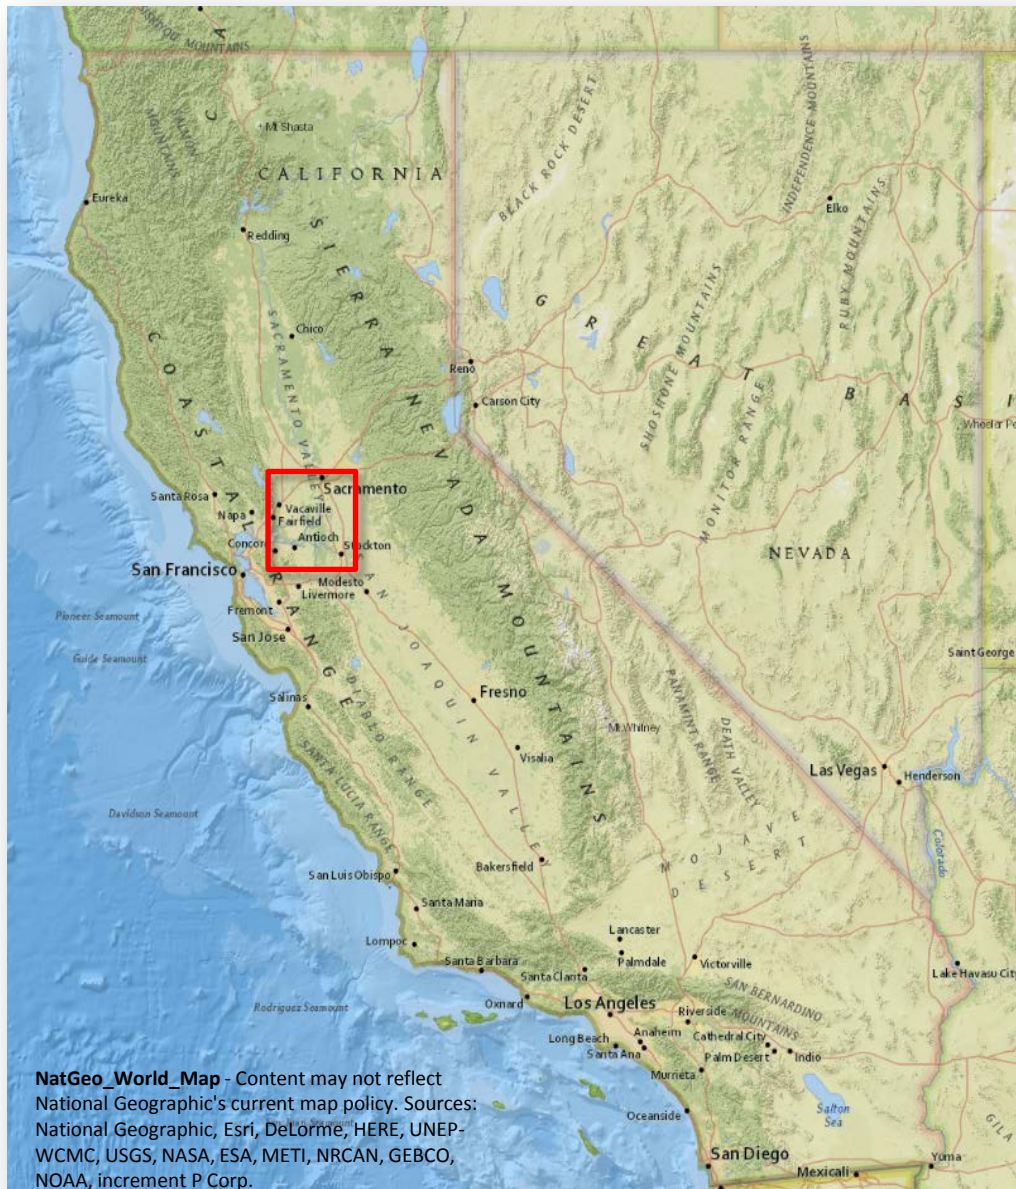 MOUNTAINS
C A
Mt Shasta
SALMON
MOUNTAINS
CALIFORNIA
BLACK ROCK DESERT
INDEPENDENCE MOUNTAINS
Eureka
Elko
Redding
RUBY MOUNTAINS
SIERRA NEVADA MOUNTAINS
GREAT BASI
SACRAMENTO VALLEY
Chico
COASTAL RANGE
SHOSHONE MOUNTAINS
Reno
Carson City
MONITOR RANGE
Wheeler Pe
Sacramento
Santa Rosa
Vacaville
Napa
Fairfield
Antioch
Concor
Stockton
NEVADA
San Francisco
Modesto
Livermore
Fremont
Pioneer Seamount
San Jose
SAN JOAQUIN VALLEY
Guide Seamount
Saint George
DIABLO RANGE
Salinas
Fresno
PANAMINT RANGE
DEATH VALLEY
Mt Whitney
SANTA LUCIA RANGE
Visalia
Las Vegas
Henderson
Davidson Seamount
MOJAVE
DESERT
Colorado
Bakersfield
San Luis Obispo
Santa Maria
Lancaster
Lompoc
Palmdale
Victorville
Santa Barbara
Santa Clarita
Lake Havasu City
SAN BERNARDINO
MOUNTAINS
Oxnard
Los Angeles
Rodriguez Seamount
Riverside
Long Beach
Anaheim
Cathedral City
Santa Ana
Palm Desert
Indio
Murrieta
Salton
Sea
Oceanside
GILA
San Diego
Yuma
Mexicali
NatGeo_World_Map - Content may not reflect
National Geographic's current map policy. Sources:
National Geographic, Esri, DeLorme, HERE, UNEP-
WCMC, USGS, NASA, ESA, METI, NRCAN, GEBCO,
NOAA, increment P Corp.